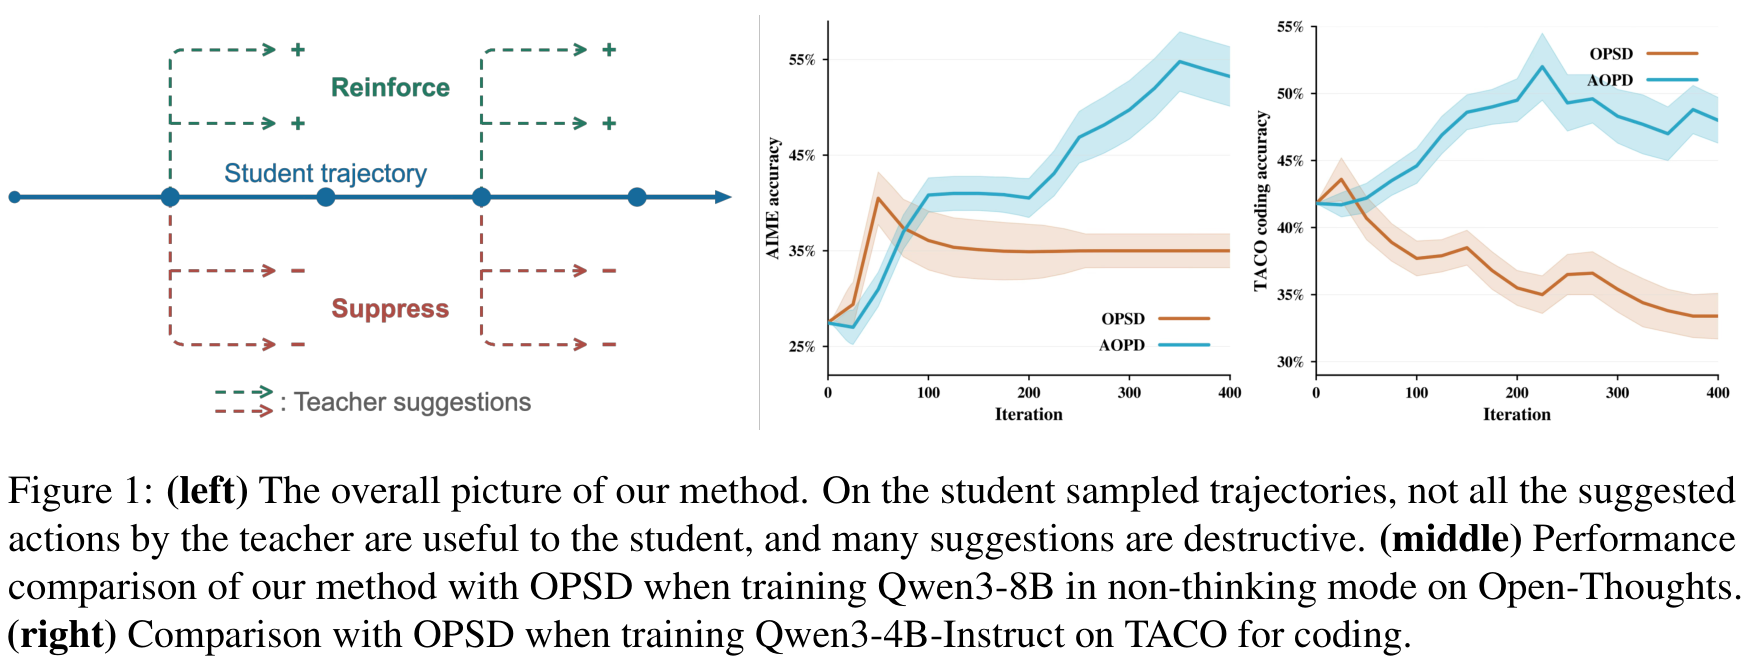 +
+
Reinforce
+
+
Student trajectory
−
−
Suppress
−
−
: Teacher suggestions
AIME accuracy
55%
45%
35%
25%
OPSD
AOPD
0
100
200
300
400
Iteration
TACO coding accuracy
55%
50%
45%
40%
35%
30%
OPSD
AOPD
0
100
200
300
400
Iteration
Figure 1: (left) The overall picture of our method. On the student sampled trajectories, not all the suggested
actions by the teacher are useful to the student, and many suggestions are destructive. (middle) Performance
comparison of our method with OPSD when training Qwen3-8B in non-thinking mode on Open-Thoughts.
(right) Comparison with OPSD when training Qwen3-4B-Instruct on TACO for coding.